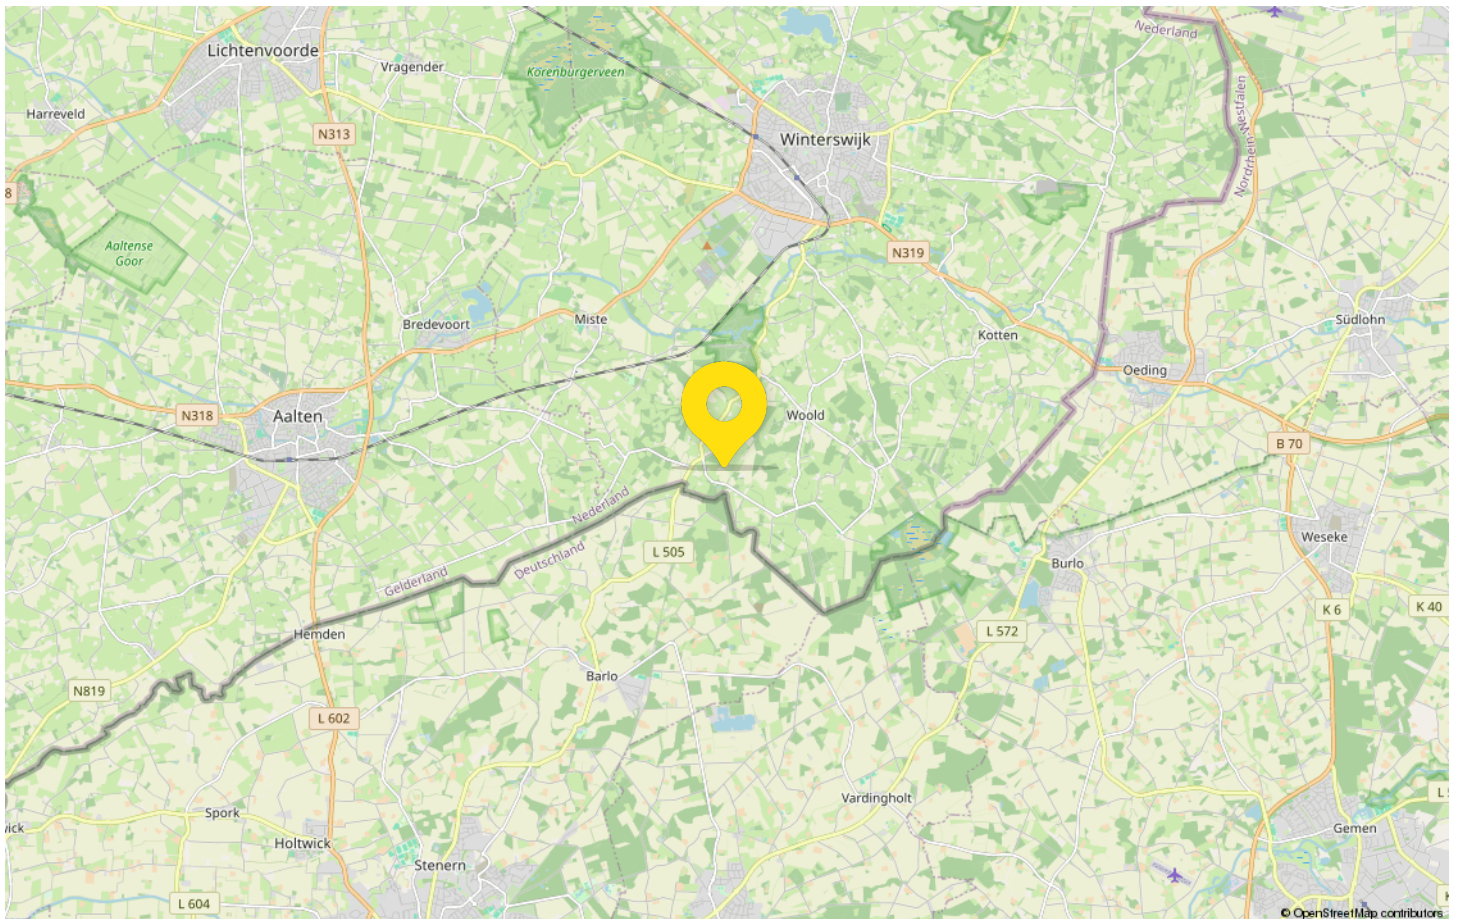 Nederland
Lichtenvoorde
Vragender
Korenburgerveen
Harreveld
N313
Winterswijk
Nordrhein-Westfalen
8
Aaltense
Goor
N319
Bredevoort
Miste
Kotten
Südlohn
Oeding
N318
Aalten
Woold
B 70
Nederland
Deutschland
Gelderland
L 505
Weseke
Burlo
K 6
K 40
L 572
Hemden
Barlo
N819
L 602
Vardingholt
Spork
wick
Holtwick
Gemen
Stenern
L 604
© OpenStreetMap contributors